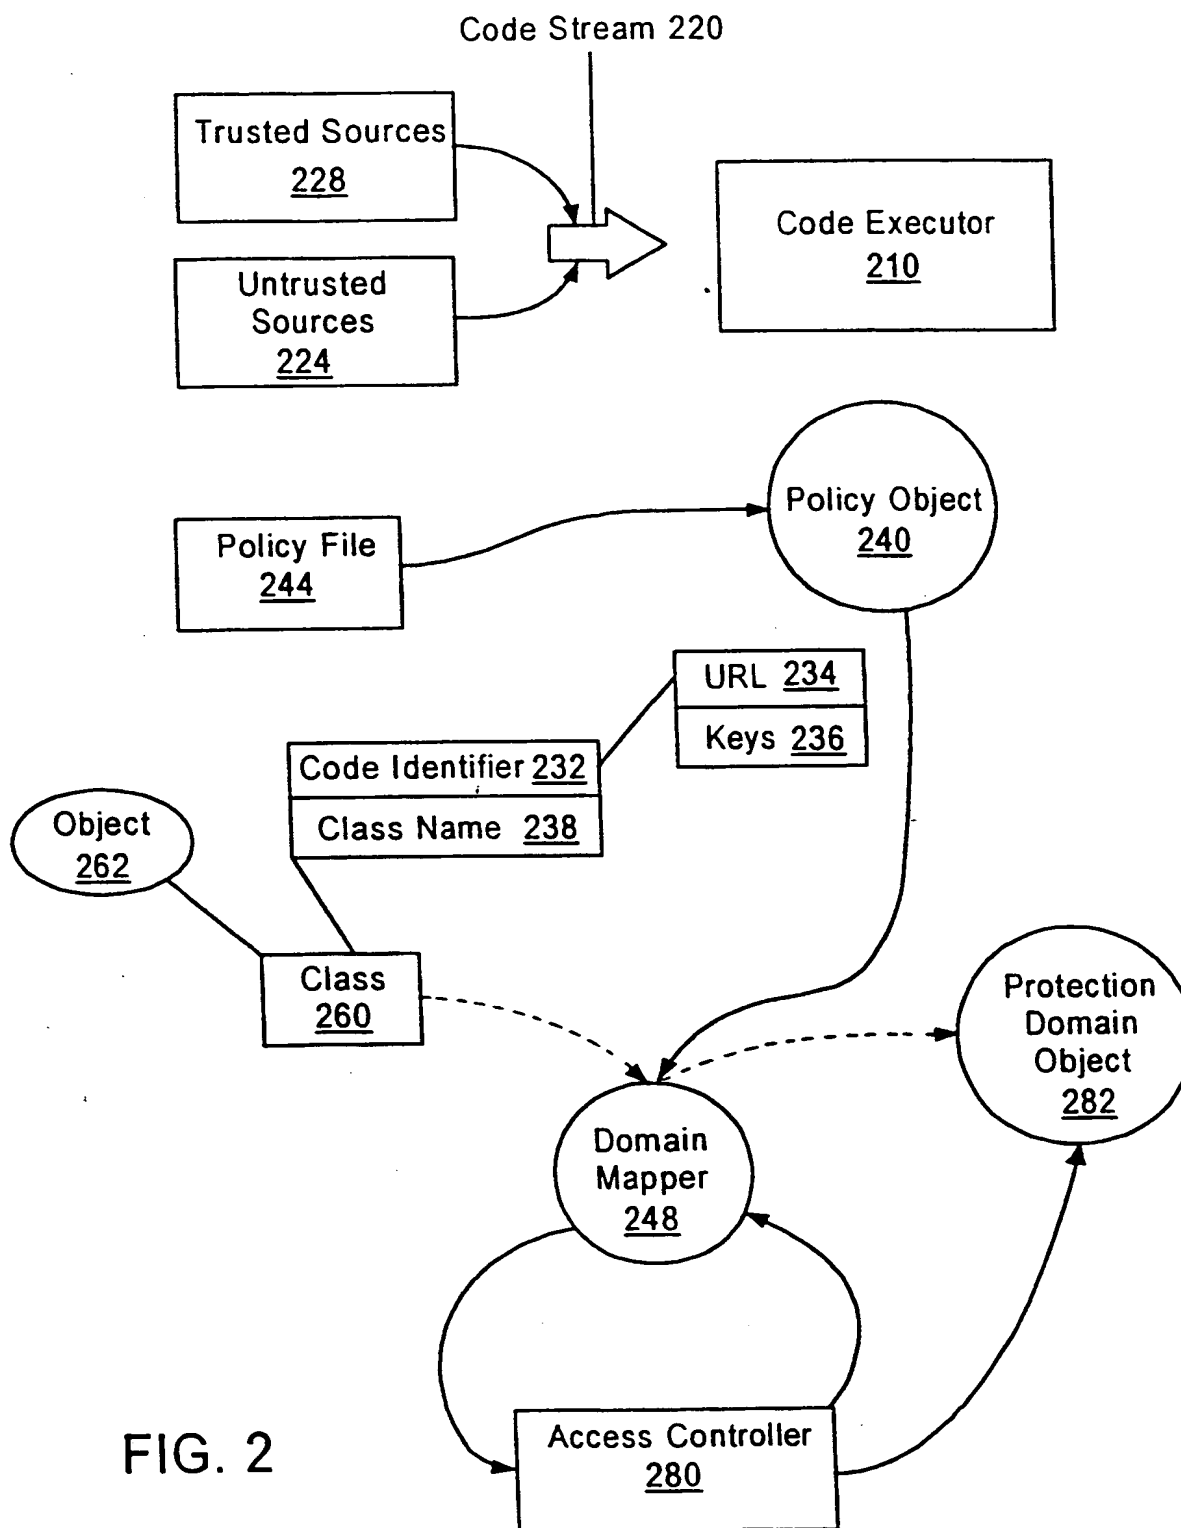 Code Stream 220
Trusted Sources
228
Code Executor
210
Untrusted
Sources
224
Policy Object
240
Policy File
244
URL 234
Keys 236
Code Identifier 232
Class Name 238
Object
262
Class
260
Protection
Domain
Object
282
Domain
Mapper
248
Access Controller
280
FIG. 2